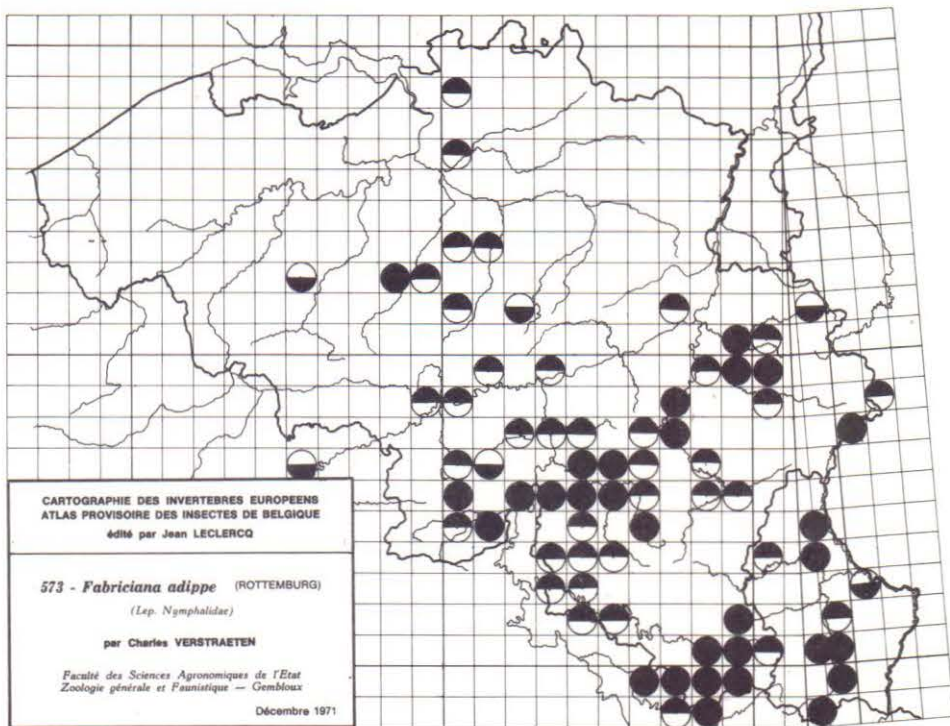 CARTOGRAPHIE DES INVERTEBRES EUROPEENS
ATLAS PROVISOIRE DES INSECTES DE BELGIQUE
édité par Jean LECLERCQ
573 - Fabriciana adippe (ROTTEMBURG)
(Lep. Nymphalidae)
par Charles VERSTRAETEN
Faculté des Sciences Agronomiques de l'Etat
Zoologie générale et Faunistique — Gembloux
Décembre 1971